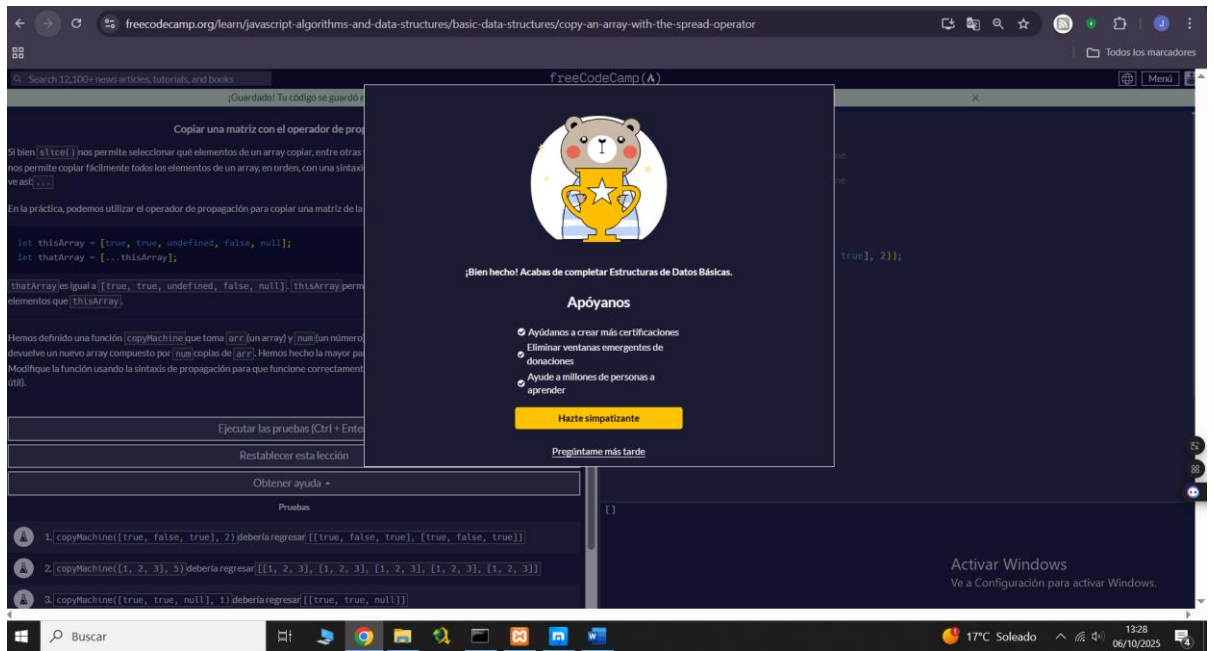 freecodecamp.org/learn/javascript-algorithms-and-data-structures/basic-data-structures/copy-an-array-with-the-spread-operator
J
Todos los marcadores
Search 12,100+ news articles, tutorials, and books
freeCodeCamp(🔥)
Menú
¡Guardado! Tu código se guardó
×
Copiar una matriz con el operador de
Si bien slice() nos permite seleccionar qué elementos de un array copiar, entre otras
nos permite copiar fácilmente todos los elementos de un array, en orden, con una
ve así: ...
En la práctica, podemos utilizar el operador de propagación para copiar una matriz de la
let thisArray = [true, true, undefined, false, null];
let thatArray = [...thisArray];
thatArray es igual a [true, true, undefined, false, null]. thisArray
elementos que thisArray.
Hemos definido una función copyMachine que toma arr (un array) y num (un número)
devuelve un nuevo array compuesto por num copias de arr. Hemos hecho la mayor
Modifique la función usando la sintaxis de propagación para que funcione
útil).
Ejecutar las pruebas (Ctrl + Ente
Restablecer esta lección
Obtener ayuda
Pruebas
1. copyMachine([true, false, true], 2) debería regresar [[true, false, true], [true, false, true]]
2. copyMachine([1, 2, 3], 5) debería regresar [[1, 2, 3], [1, 2, 3], [1, 2, 3], [1, 2, 3], [1, 2, 3]]
3. copyMachine([true, true, null], 1) debería regresar [[true, true, null]]
¡Bien hecho! Acabas de completar Estructuras de Datos Básicas.
Apóyanos
Ayúdanos a crear más certificaciones
Eliminar ventanas emergentes de
donaciones
Ayude a millones de personas a
aprender
Hazte simpatizante
Pregúntame más tarde
ne
ne
true], 2));
[]
Activar Windows
Ve a Configuración para activar Windows.
Buscar
17°C Soleado
13:28
06/10/2025
4